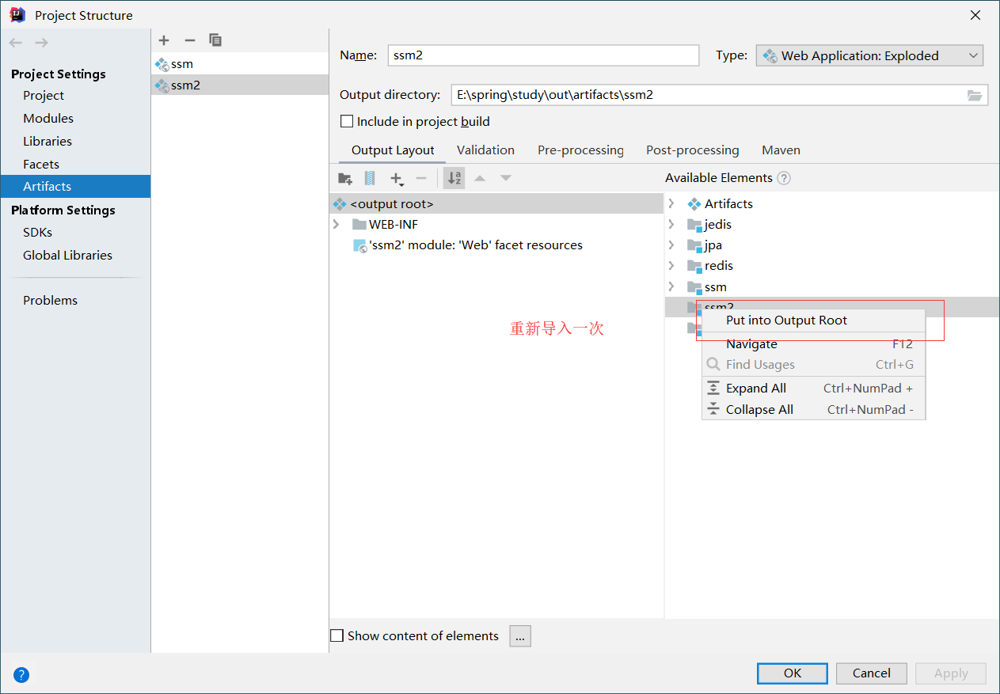 Project Structure
Project Settings
Project
Modules
Libraries
Facets
Artifacts
Platform Settings
SDKs
Global Libraries
Problems
ssm
ssm2
Name: ssm2 Type: Web Application: Exploded
Output directory: E:\spring\study\out\artifacts\ssm2
Include in project build
Output Layout Validation Pre-processing Post-processing Maven
<output root>
WEB-INF
'ssm2' module: 'Web' facet resources
重新导入一次
Available Elements ?
Artifacts
jedis
jpa
redis
ssm
ssm2
Put into Output Root
Navigate F12
Find Usages Ctrl+G
Expand All Ctrl+NumPad +
Collapse All Ctrl+NumPad -
Show content of elements ...
? OK Cancel Apply